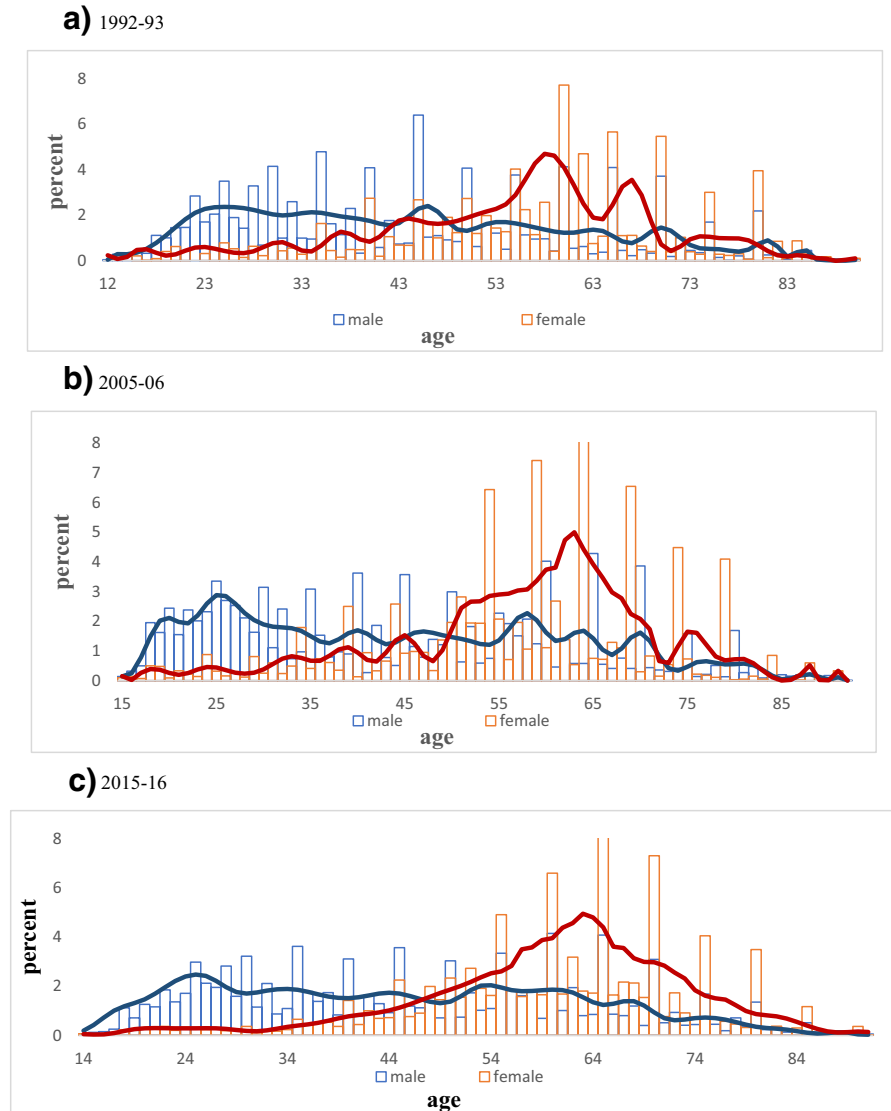 a) 1992-93
8
6
4
2
0
percent
12 23 33 43 53 63 73 83
male female
age
b) 2005-06
8
7
6
5
4
3
2
1
0
percent
15 25 35 45 55 65 75 85
male female
age
c) 2015-16
8
6
4
2
0
percent
14 24 34 44 54 64 74 84
male female
age